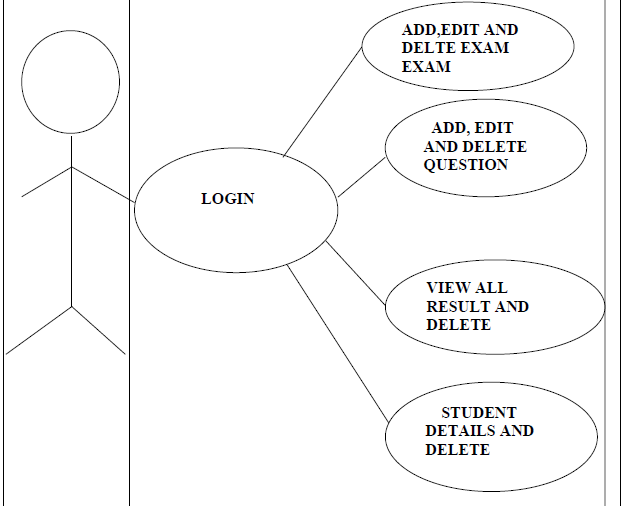 ADD,EDIT AND
DELTE EXAM
EXAM
ADD, EDIT
AND DELETE
QUESTION
LOGIN
VIEW ALL
RESULT AND
DELETE
STUDENT
DETAILS AND
DELETE